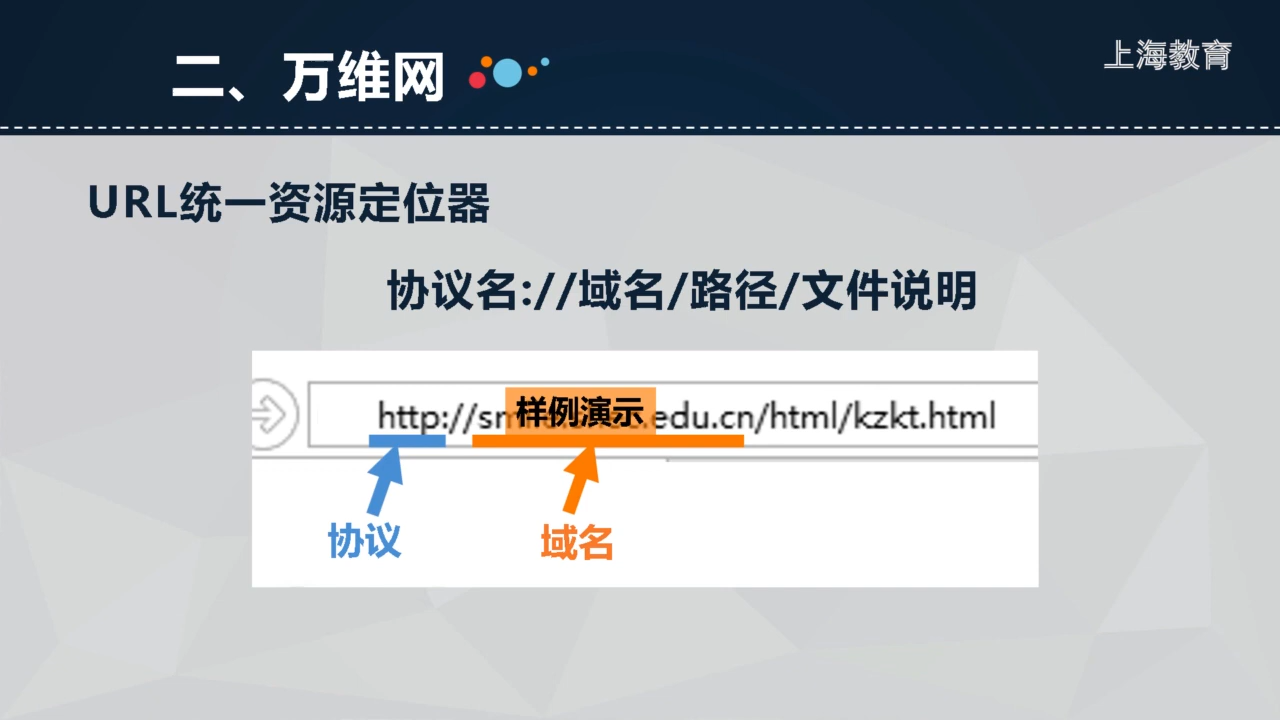 二、万维网
上海教育
URL统一资源定位器
协议名://域名/路径/文件说明
样例演示
http://sm edu.cn/html/kzkt.html
协议
域名